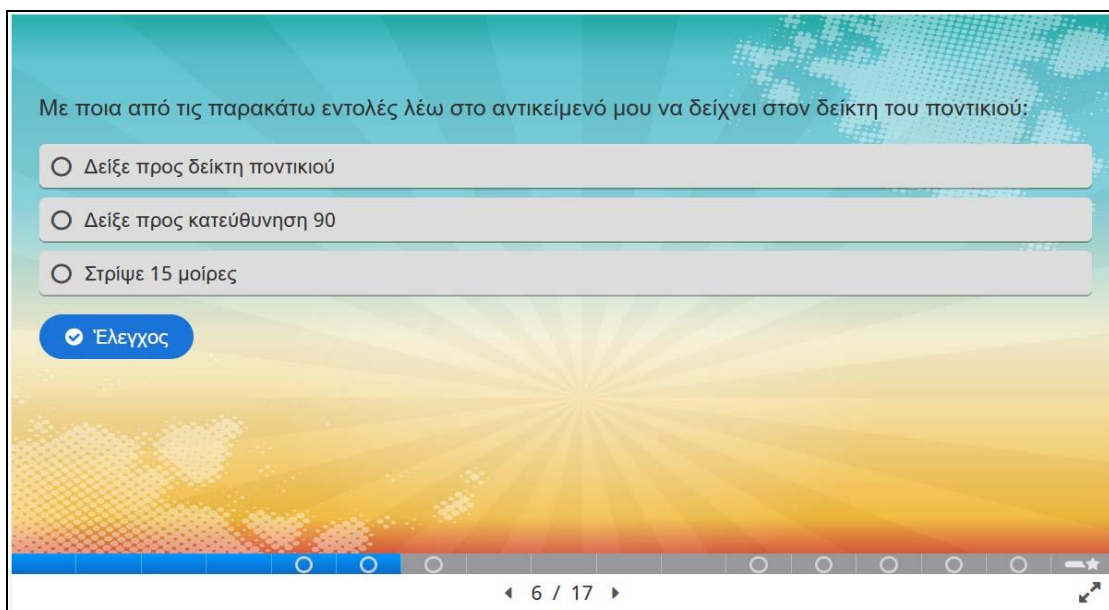 Με ποια από τις παρακάτω εντολές λέω στο αντικείμενό μου να δείχνει στον δείκτη του ποντικιού:
Δείξε προς δείκτη ποντικιού
Δείξε προς κατεύθυνση 90
Στρίψε 15 μοίρες
Έλεγχος
6 / 17